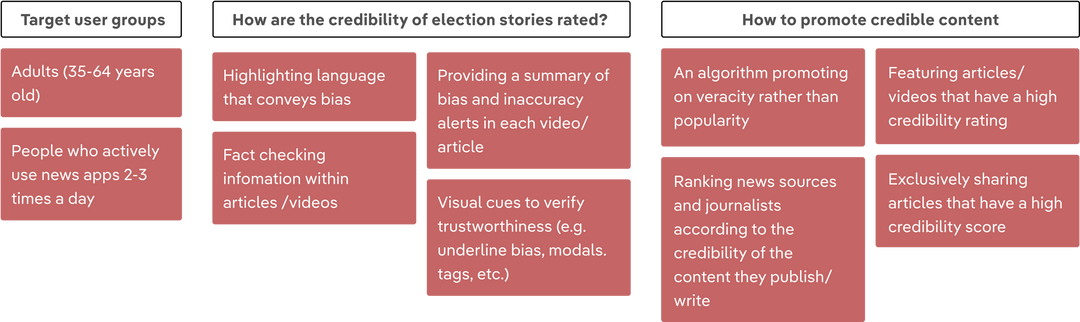 Target user groups
Adults (35-64 years
old)
People who actively
use news apps 2-3
times a day
How are the credibility of election stories rated?
Highlighting language
that conveys bias
Fact checking
infomation within
articles /videos
Providing a summary of
bias and inaccuracy
alerts in each video/
article
Visual cues to verify
trustworthiness (e.g.
underline bias, modals.
tags, etc.)
How to promote credible content
An algorithm promoting
on veracity rather than
popularity
Ranking news sources
and journalists
according to the
credibility of the
content they publish/
write
Featuring articles/
videos that have a high
credibility rating
Exclusively sharing
articles that have a high
credibility score